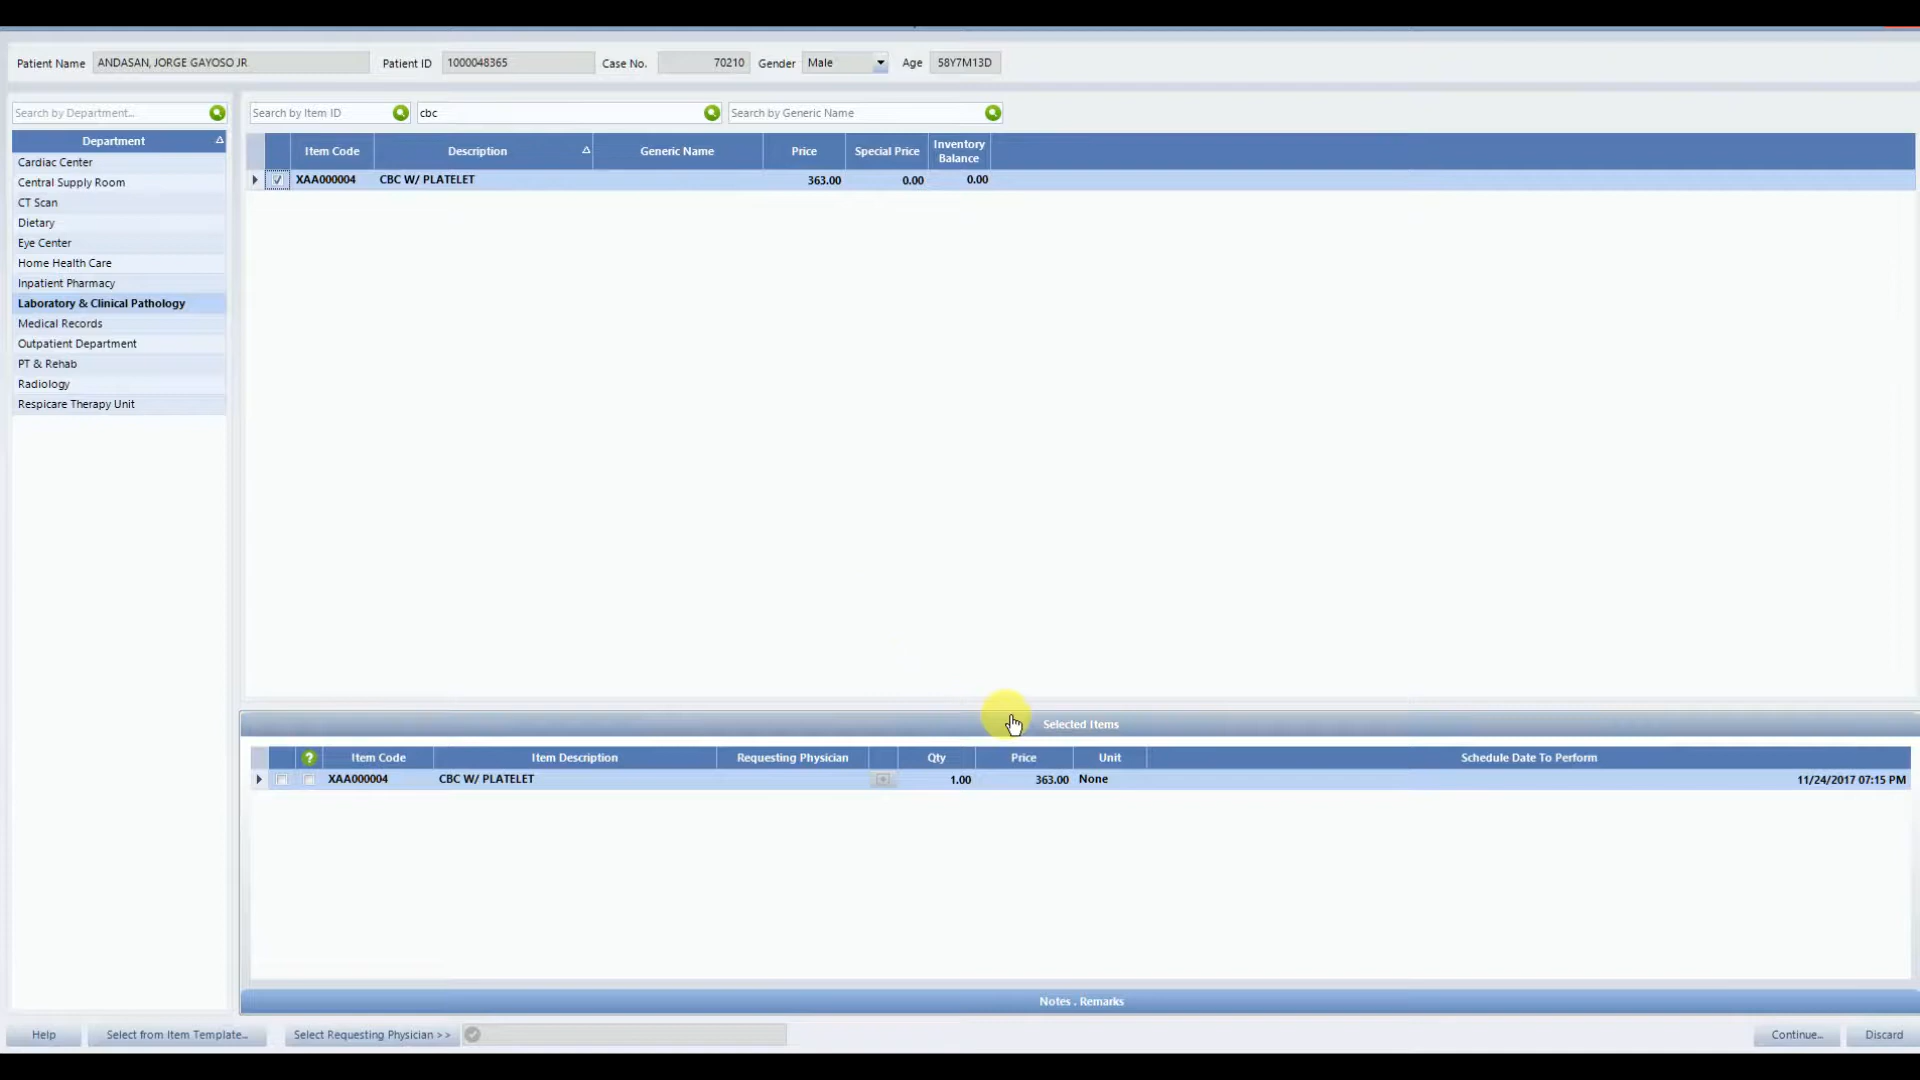 Patient Name ANDASAN, JORGE GAYOSO JR Patient ID 1000048365 Case No. 70210 Gender Male Age 58Y7M13D
Search by Department... Search by Item ID cbc Search by Generic Name
Department
Cardiac Center
Central Supply Room
CT Scan
Dietary
Eye Center
Home Health Care
Inpatient Pharmacy
Laboratory & Clinical Pathology
Medical Records
Outpatient Department
PT & Rehab
Radiology
Respicare Therapy Unit
Item Code Description Generic Name Price Special Price Inventory Balance
XAA000004 CBC W/ PLATELET 363.00 0.00 0.00
Selected Items
? Item Code Item Description Requesting Physician Qty Price Unit Schedule Date To Perform
XAA000004 CBC W/ PLATELET 1.00 363.00 None 11/24/2017 07:15 PM
Notes . Remarks
Help Select from Item Template... Select Requesting Physician >> Continue... Discard